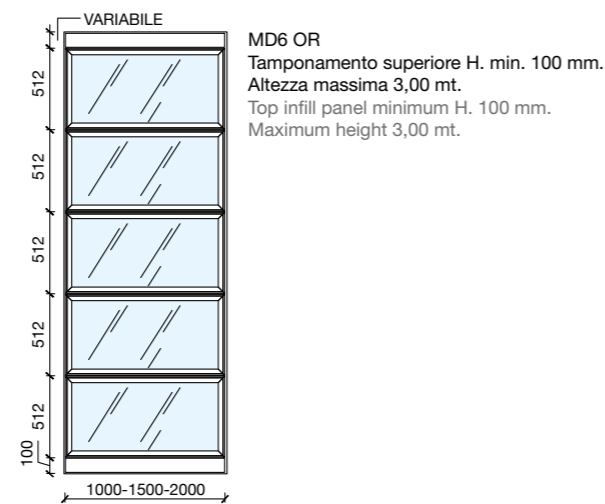 VARIABILE
MD6 OR
Tamponamento superiore H. min. 100 mm.
Altezza massima 3,00 mt.
Top infill panel minimum H. 100 mm.
Maximum height 3,00 mt.
512
512
512
512
512
100
1000-1500-2000